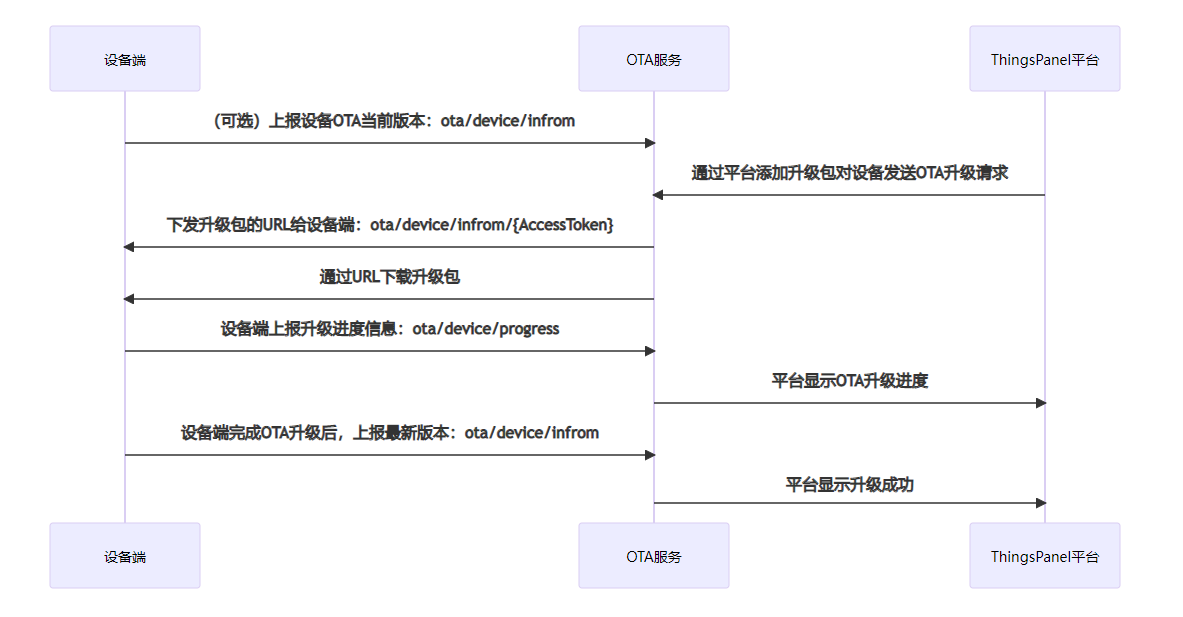 设备端
OTA服务
ThingsPanel平台
（可选）上报设备OTA当前版本：ota/device/infrom
通过平台添加升级包对设备发送OTA升级请求
下发升级包的URL给设备端：ota/device/infrom/{AccessToken}
通过URL下载升级包
设备端上报升级进度信息：ota/device/progress
平台显示OTA升级进度
设备端完成OTA升级后，上报最新版本：ota/device/infrom
平台显示升级成功
设备端
OTA服务
ThingsPanel平台